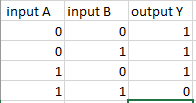 input A input B output Y
0 0 1
0 1 1
1 0 1
1 1 0